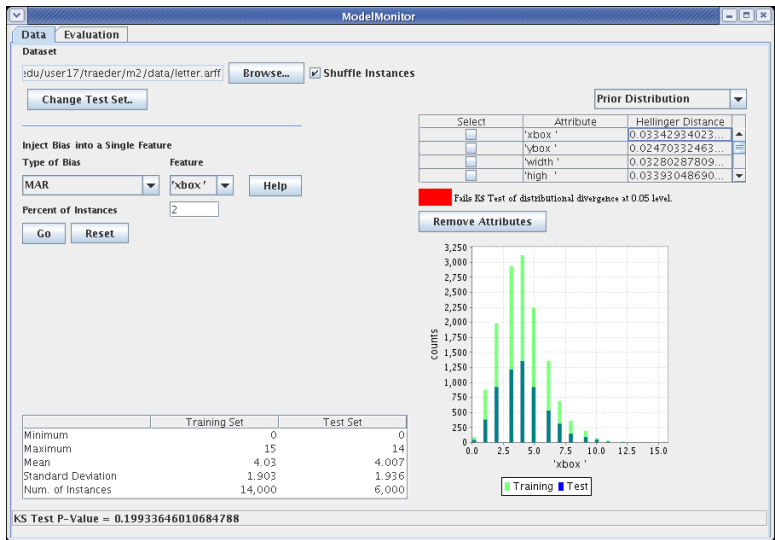 ModelMonitor
Data Evaluation
Dataset
:du/user17/traeder/m2/data/letter.arff Browse... Shuffle Instances
Change Test Set..
Prior Distribution
Select Attribute Hellinger Distance
'xbox ' 0.03342934023...
'ybox ' 0.02470332463...
'width ' 0.03280287809...
'high ' 0.03393048690...
Inject Bias into a Single Feature
Type of Bias Feature
MAR 'xbox ' Help
Percent of Instances 2
Go Reset
Fails KS Test of distributional divergence at 0.05 level.
Remove Attributes
3,250
3,000
2,750
2,500
2,250
2,000
1,750
1,500
1,250
1,000
750
500
250
0
counts
0.0 2.5 5.0 7.5 10.0 12.5 15.0
'xbox '
Training Test
Training Set Test Set
Minimum 0 0
Maximum 15 14
Mean 4.03 4.007
Standard Deviation 1.903 1.936
Num. of Instances 14,000 6,000
KS Test P-Value = 0.19933646010684788